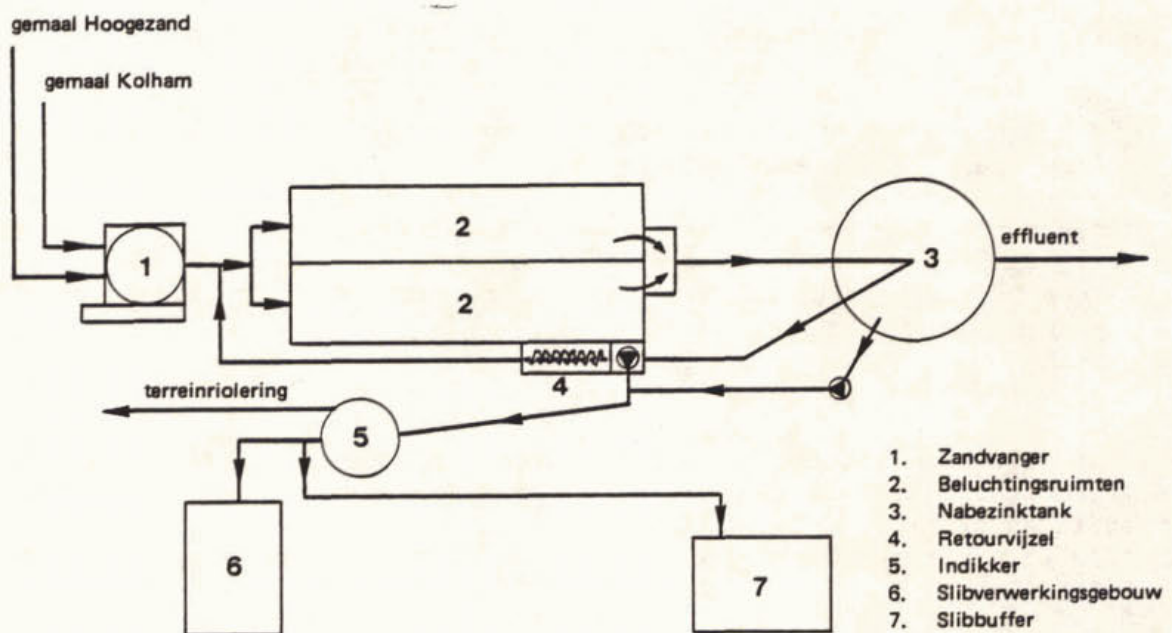 gemaal Hoogezand
gemaal Kolham
1
2
2
3
effluent
4
terreinriolering
5
6
7
1. Zandvanger
2. Beluchtingsruimten
3. Nabezinktank
4. Retourvijzel
5. Indikker
6. Slibverwerkingsgebouw
7. Slibbuffer